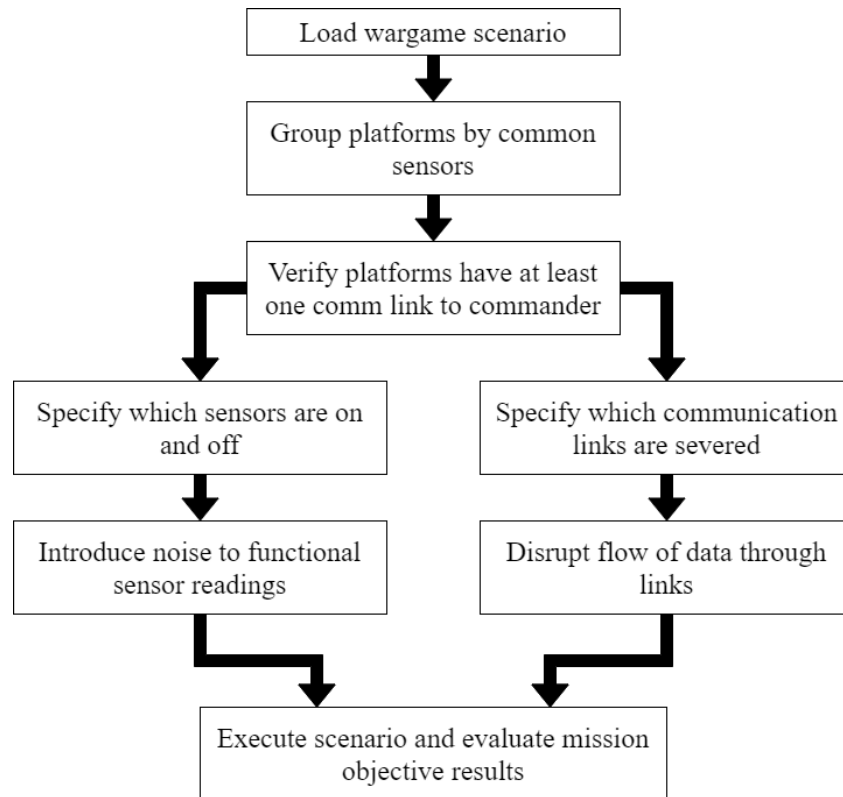 Load wargame scenario
Group platforms by common
sensors
Verify platforms have at least
one comm link to commander
Specify which sensors are on
and off
Introduce noise to functional
sensor readings
Specify which communication
links are severed
Disrupt flow of data through
links
Execute scenario and evaluate mission
objective results